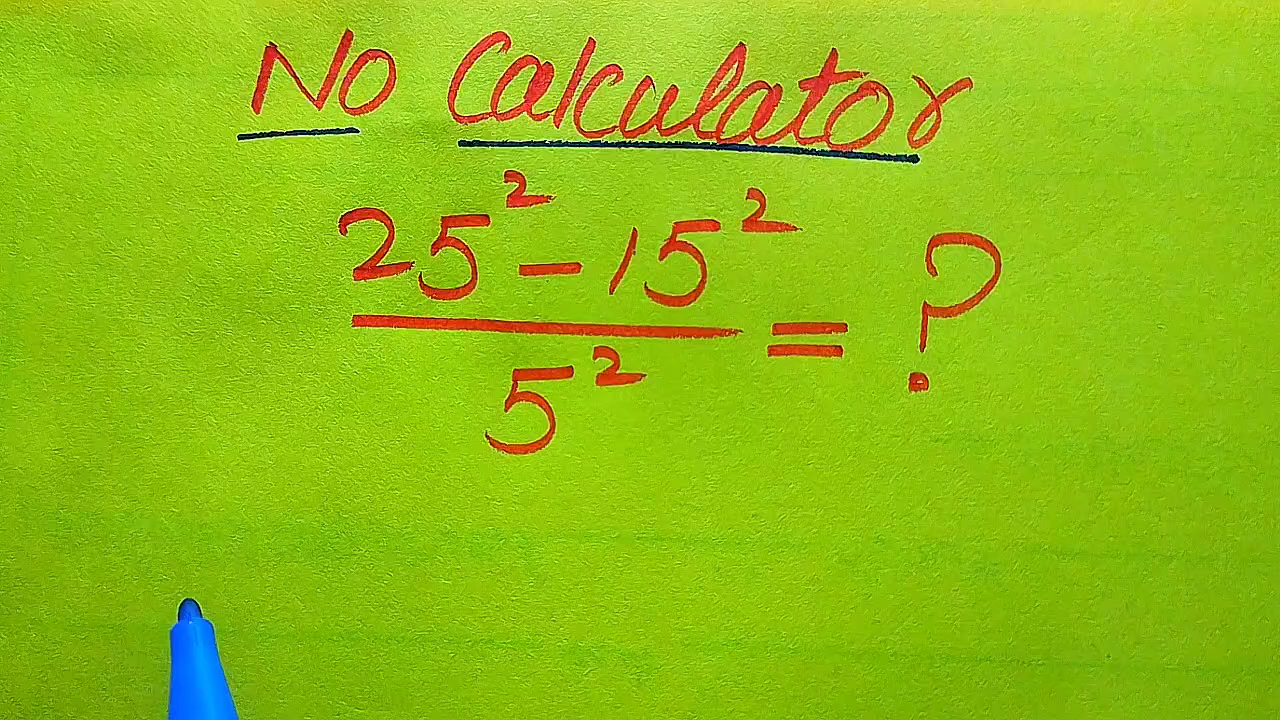 No Calculator
25² - 15²
= ?
5²